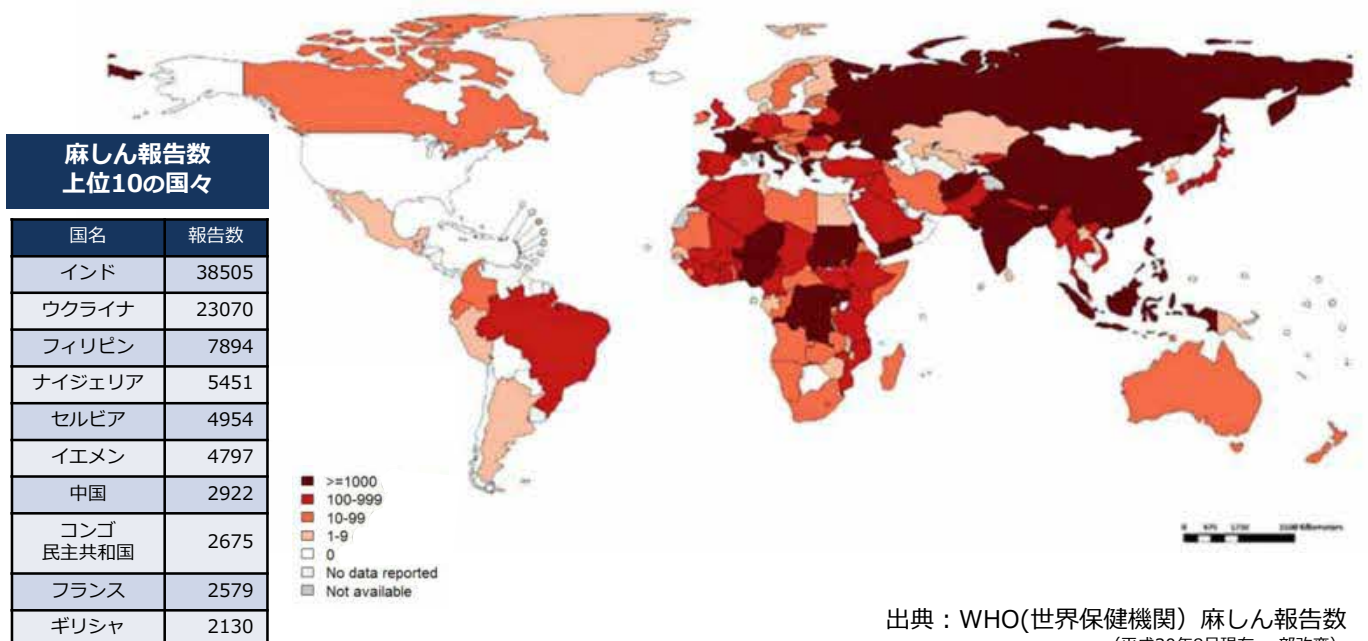 麻しん報告数
上位10の国々
国名 報告数
インド 38505
ウクライナ 23070
フィリピン 7894
ナイジェリア 5451
セルビア 4954
イエメン 4797
中国 2922
コンゴ
民主共和国 2675
フランス 2579
ギリシャ 2130
>=1000
100-999
10-99
1-9
0
No data reported
Not available
出典：WHO(世界保健機関）麻しん報告数